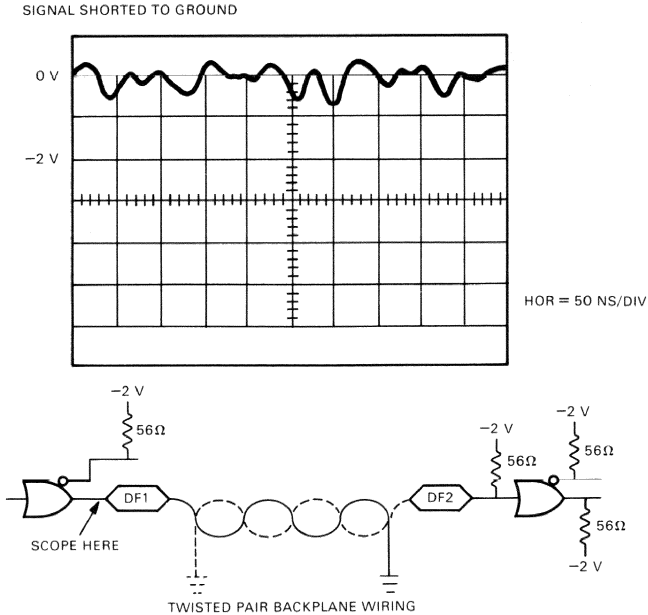 SIGNAL SHORTED TO GROUND
0 V
−2 V
HOR = 50 NS/DIV
−2 V
56Ω
DF1
SCOPE HERE
TWISTED PAIR BACKPLANE WIRING
DF2
−2 V
56Ω
−2 V
56Ω
56Ω
−2 V